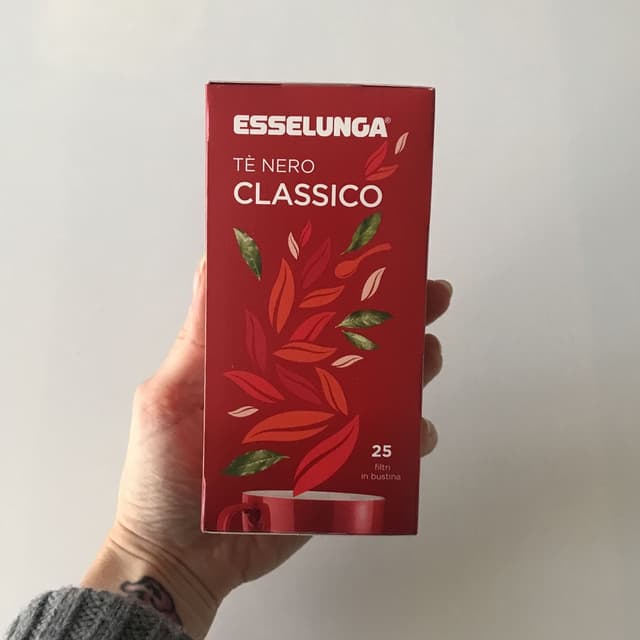 ESSELUNGA®
TÈ NERO
CLASSICO
25
filtri
in bustina